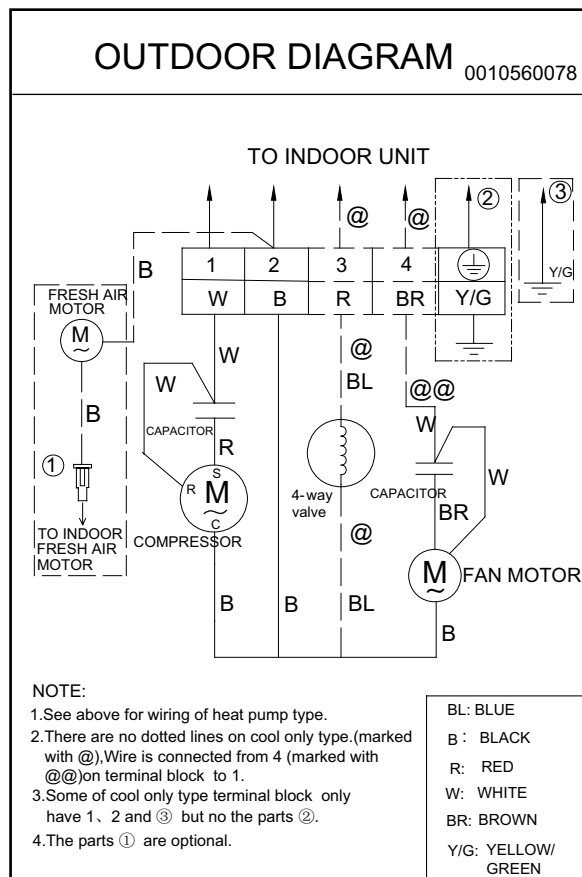 OUTDOOR DIAGRAM 0010560078
TO INDOOR UNIT
@ @ ② ③
1 2 3 4 Y/G
W B R BR Y/G
B
FRESH AIR
MOTOR
M
~
B
①
TO INDOOR
FRESH AIR
MOTOR
W
W
CAPACITOR
R
S
R M
~
C
COMPRESSOR
B
B
@
BL
4-way
valve
@
BL
@@
W
CAPACITOR
W
BR
M
~
FAN MOTOR
B
NOTE:
1.See above for wiring of heat pump type.
2.There are no dotted lines on cool only type.(marked
with @),Wire is connected from 4 (marked with
@@)on terminal block to 1.
3.Some of cool only type terminal block only
have 1、2 and ③ but no the parts ②.
4.The parts ① are optional.
BL: BLUE
B : BLACK
R: RED
W: WHITE
BR: BROWN
Y/G: YELLOW/
GREEN